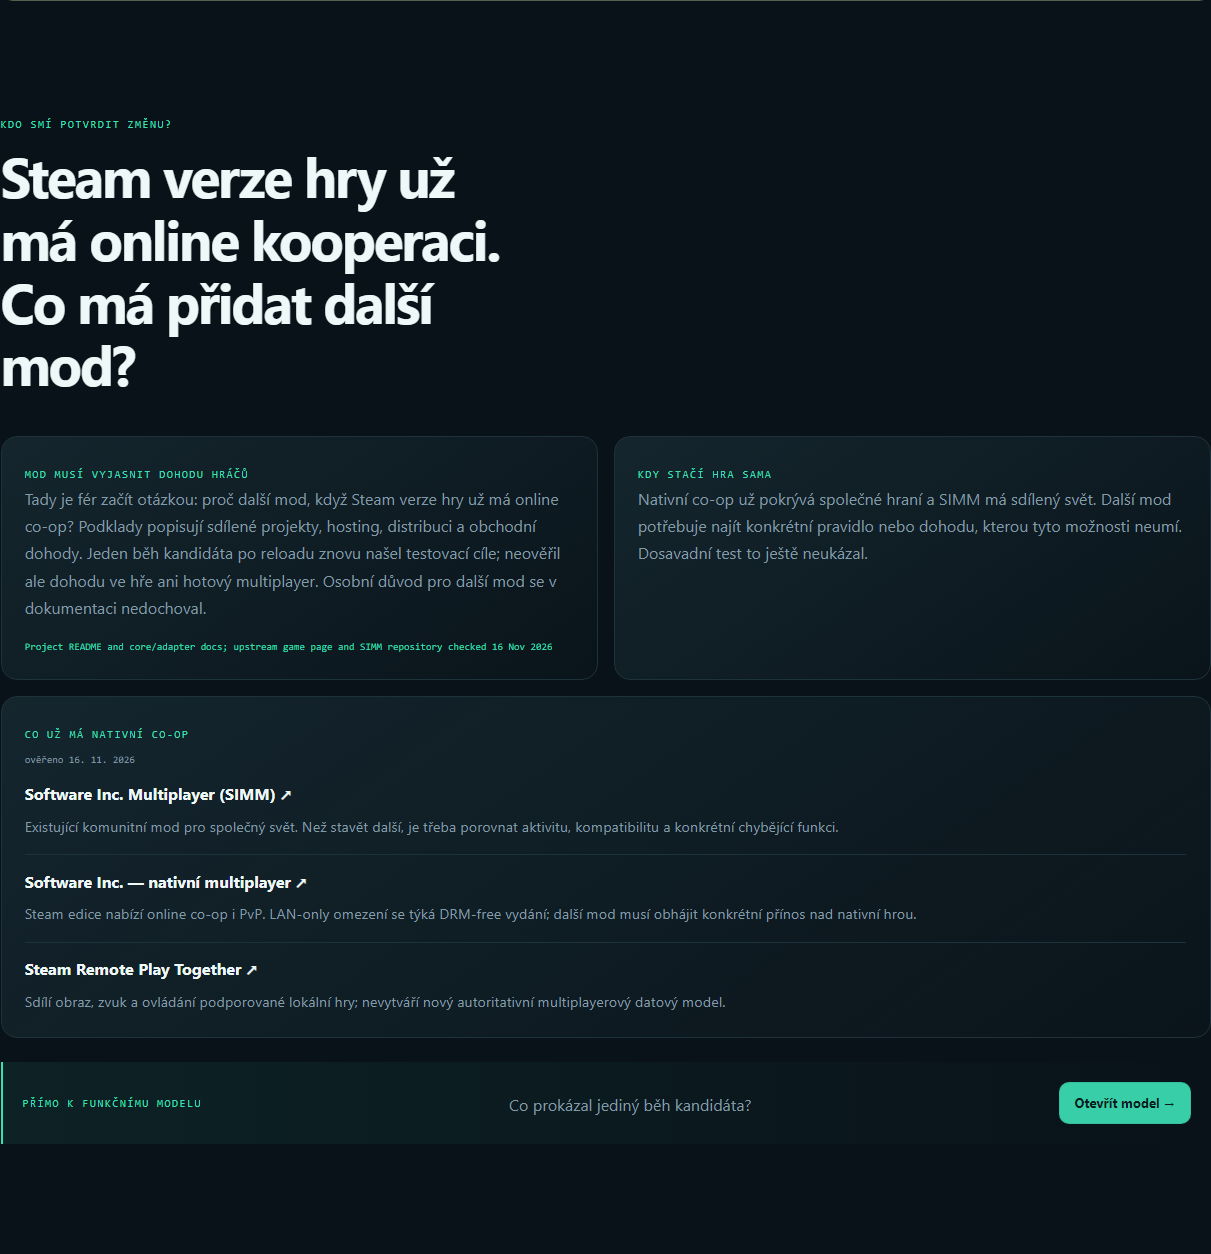 KDO SMÍ POTVRDIT ZMĚNU?
Steam verze hry už
má online kooperaci.
Co má přidat další
mod?
MOD MUSÍ VYJASNIT DOHODU HRÁČŮ
Tady je fér začít otázkou: proč další mod, když Steam verze hry už má online
co-op? Podklady popisují sdílené projekty, hosting, distribuci a obchodní
dohody. Jeden běh kandidáta po reloadu znovu našel testovací cíle; neověřil
ale dohodu ve hře ani hotový multiplayer. Osobní důvod pro další mod se v
dokumentaci nedochoval.
Project README and core/adapter docs; upstream game page and SIMM repository checked 16 Nov 2026
KDY STAČÍ HRA SAMA
Nativní co-op už pokrývá společné hraní a SIMM má sdílený svět. Další mod
potřebuje najít konkrétní pravidlo nebo dohodu, kterou tyto možnosti neumí.
Dosavadní test to ještě neukázal.
CO UŽ MÁ NATIVNÍ CO-OP
ověřeno 16. 11. 2026
Software Inc. Multiplayer (SIMM) ↗
Existující komunitní mod pro společný svět. Než stavět další, je třeba porovnat aktivitu, kompatibilitu a konkrétní chybějící funkci.
Software Inc. — nativní multiplayer ↗
Steam edice nabízí online co-op i PvP. LAN-only omezení se týká DRM-free vydání; další mod musí obhájit konkrétní přínos nad nativní hrou.
Steam Remote Play Together ↗
Sdílí obraz, zvuk a ovládání podporované lokální hry; nevytváří nový autoritativní multiplayerový datový model.
PŘÍMO K FUNKČNÍMU MODELU
Co prokázal jediný běh kandidáta?
Otevřít model →